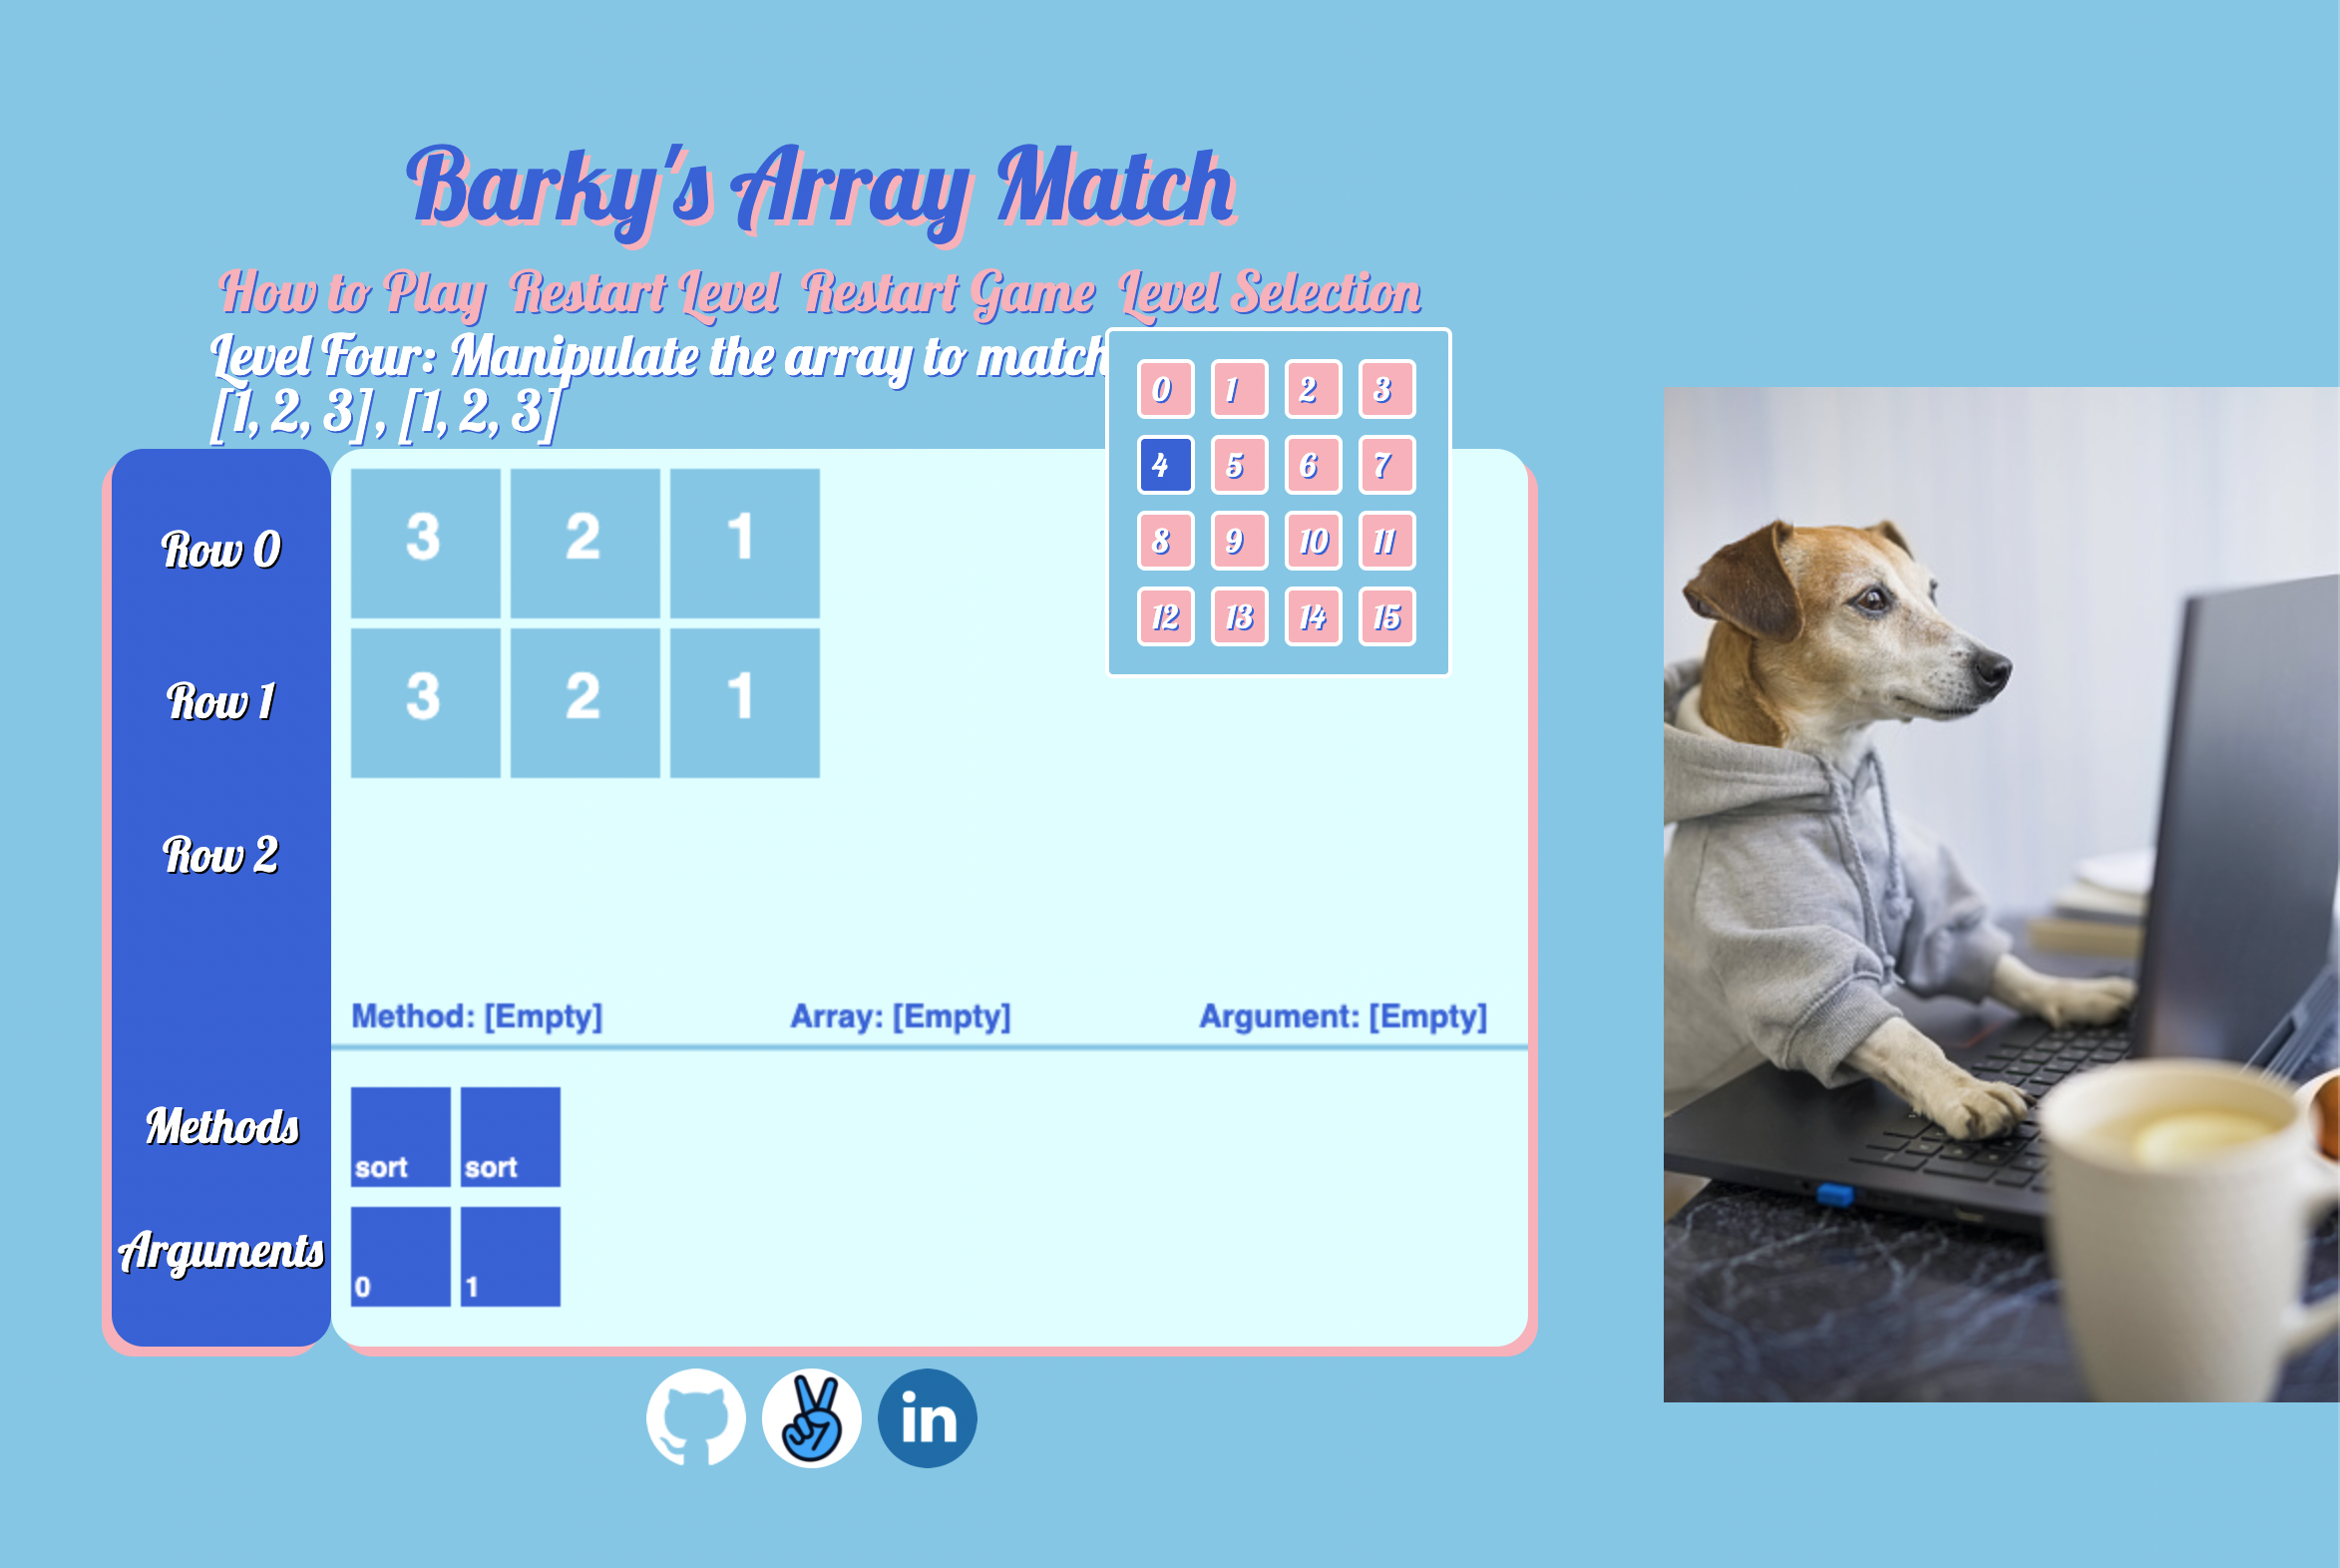 Barky's Array Match
How to Play Restart Level Restart Game Level Selection
Level Four: Manipulate the array to match
[1, 2, 3], [1, 2, 3]
0 1 2 3
4 5 6 7
8 9 10 11
12 13 14 15
Row 0
3 2 1
Row 1
3 2 1
Row 2
Method: [Empty] Array: [Empty] Argument: [Empty]
Methods
sort sort
Arguments
0 1
in